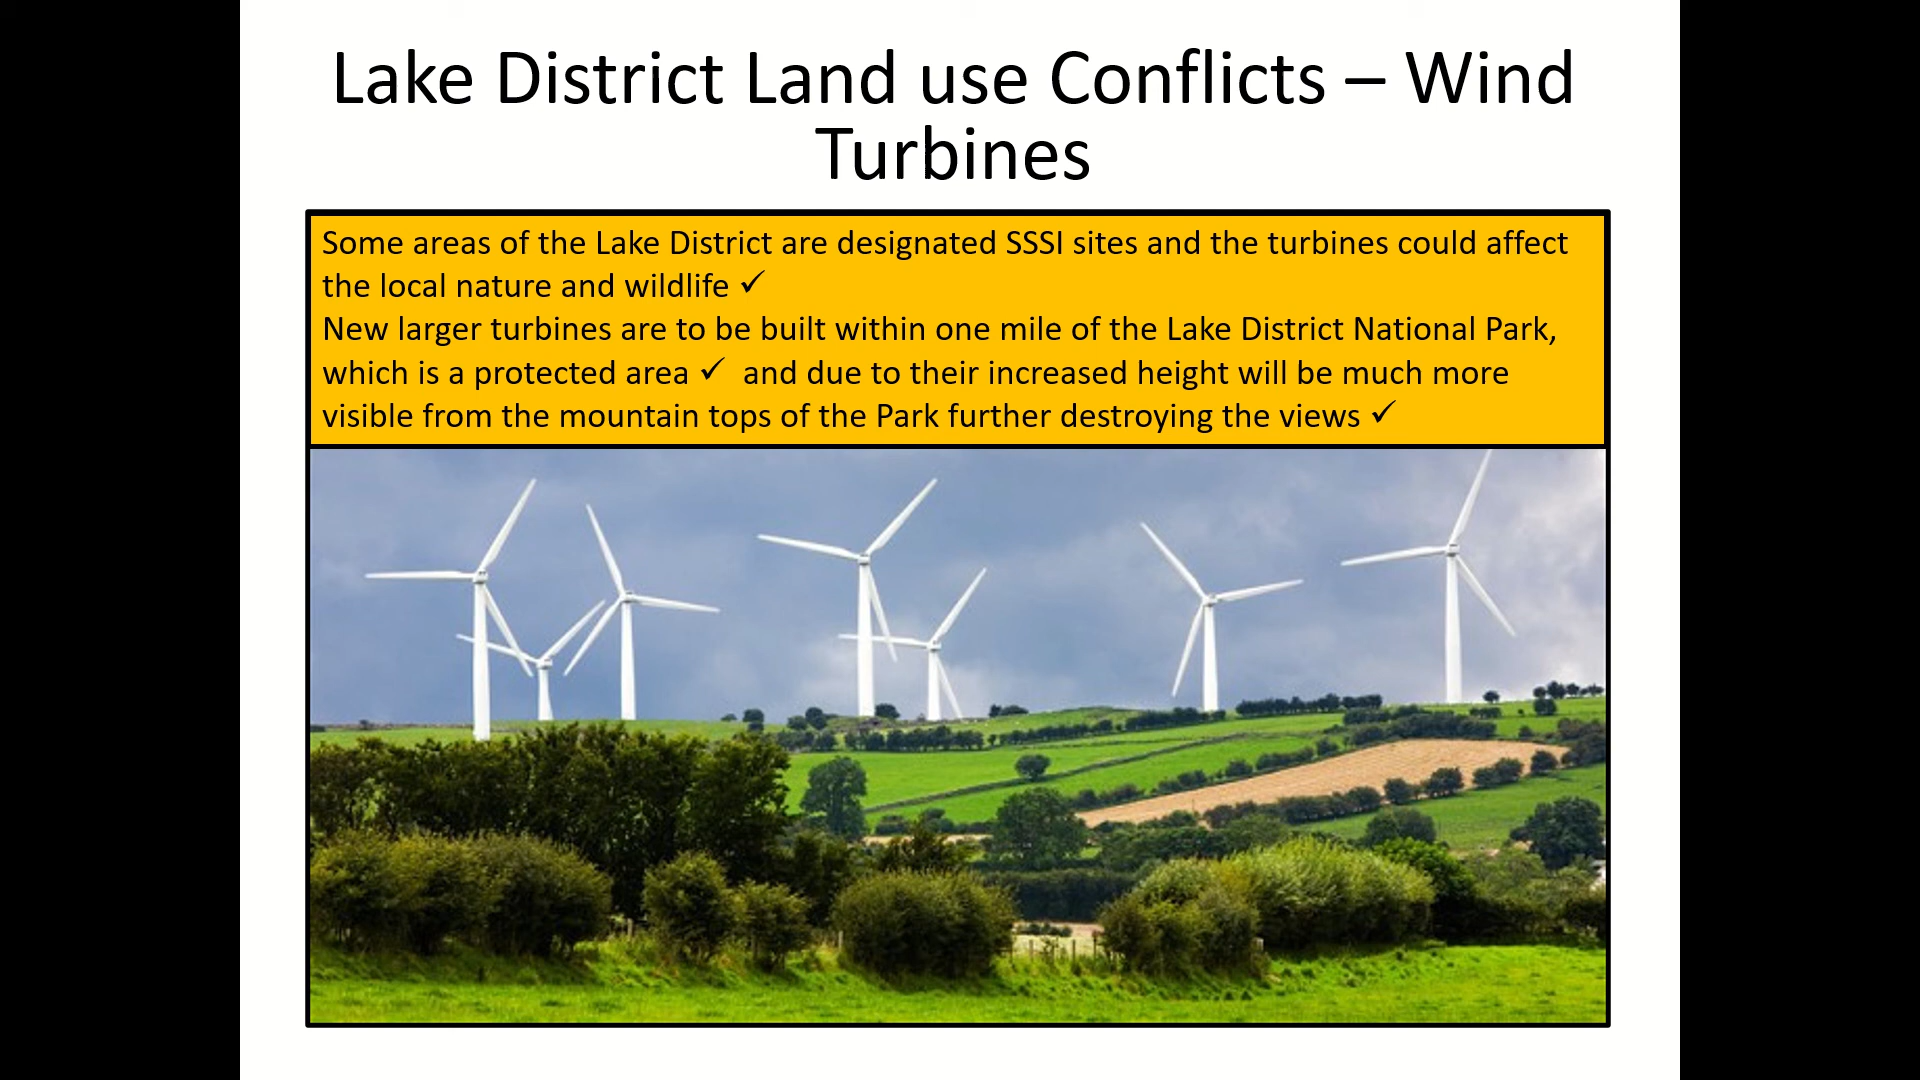 Lake District Land use Conflicts – Wind
Turbines
Some areas of the Lake District are designated SSSI sites and the turbines could affect
the local nature and wildlife ✓
New larger turbines are to be built within one mile of the Lake District National Park,
which is a protected area ✓ and due to their increased height will be much more
visible from the mountain tops of the Park further destroying the views ✓